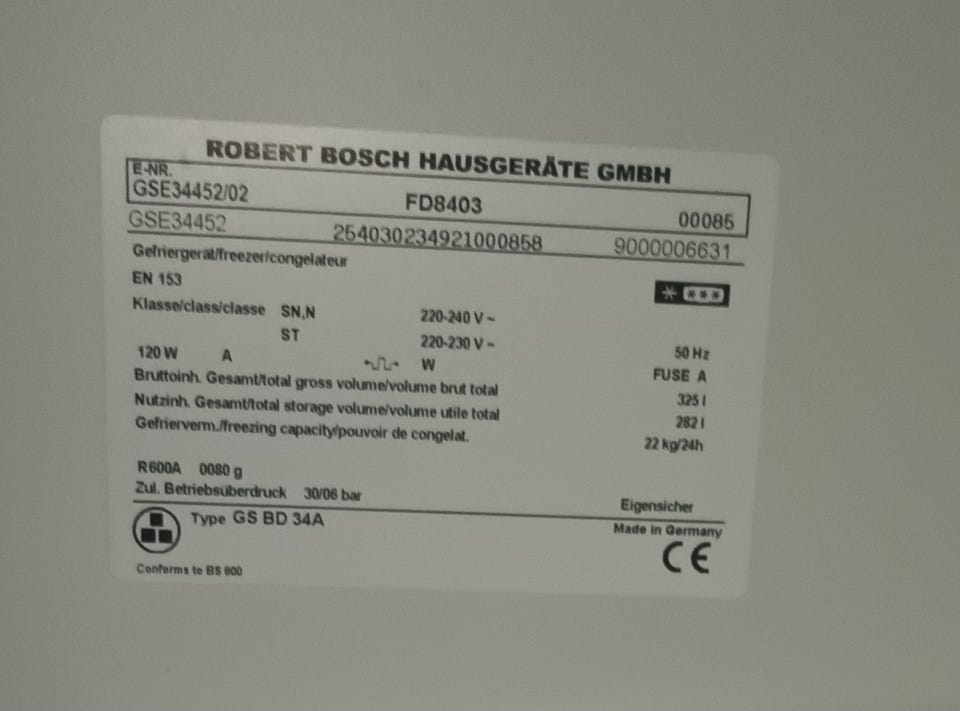 ROBERT BOSCH HAUSGERÄTE GMBH
E-NR.
GSE34452/02 FD8403 00085
GSE34452 254030234921000858 9000006631
Gefriergerät/freezer/congelateur
EN 153
Klasse/class/classe SN,N 220-240 V ~
ST 220-230 V ~ 50 Hz
120 W A W FUSE A
Bruttoinh. Gesamt/total gross volume/volume brut total 325 l
Nutzinh. Gesamt/total storage volume/volume utile total 282 l
Gefrierverm./freezing capacity/pouvoir de congelat. 22 kg/24h
R600A 0080 g
Zul. Betriebsüberdruck 30/06 bar Eigensicher
Type GS BD 34A Made in Germany
CE
Conforms to BS 800